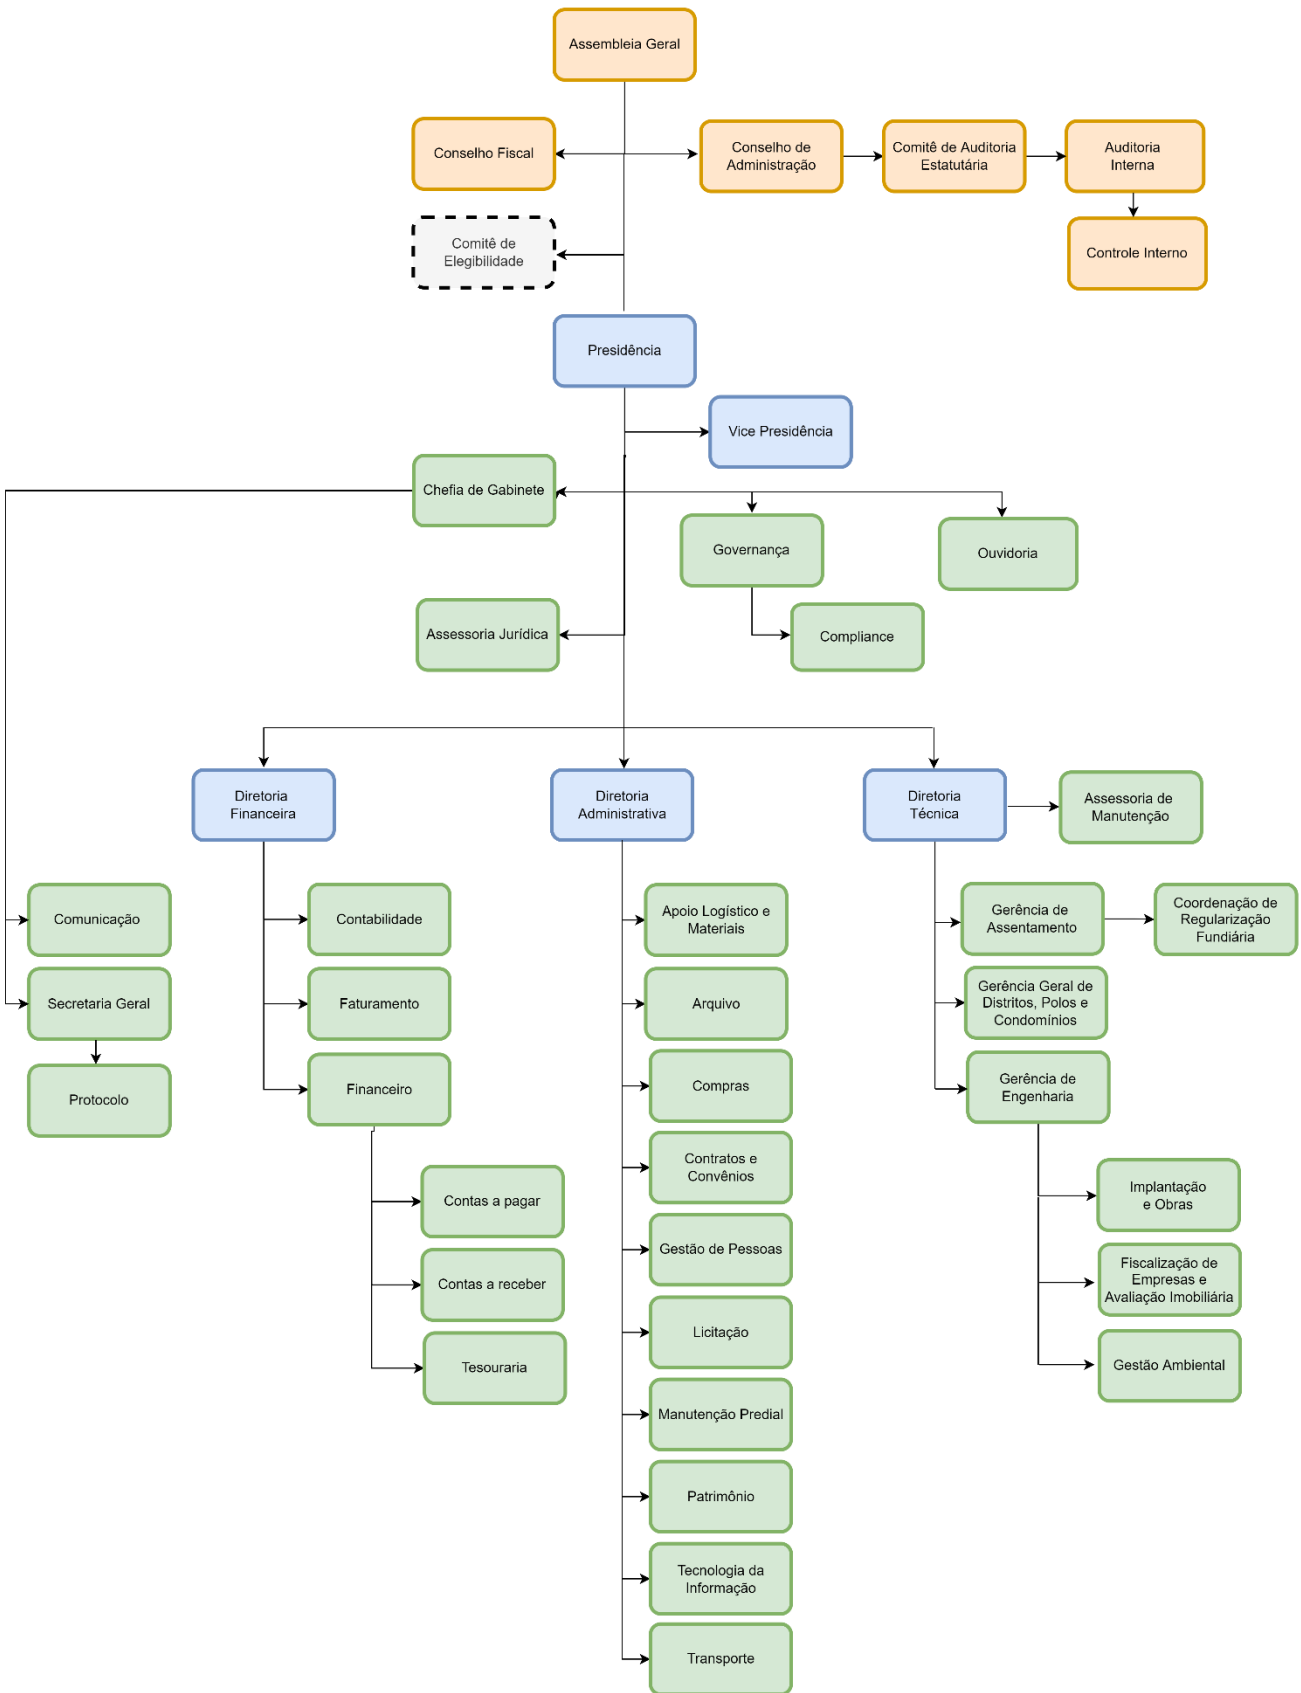 Assembleia Geral
Conselho Fiscal
Conselho de
Administração
Comitê de Auditoria
Estatutária
Auditoria
Interna
Comitê de
Elegibilidade
Controle Interno
Presidência
Vice Presidência
Chefia de Gabinete
Governança
Ouvidoria
Assessoria Jurídica
Compliance
Diretoria
Financeira
Diretoria
Administrativa
Diretoria
Técnica
Assessoria de
Manutenção
Comunicação
Secretaria Geral
Protocolo
Contabilidade
Faturamento
Financeiro
Contas a pagar
Contas a receber
Tesouraria
Apoio Logístico e
Materiais
Arquivo
Compras
Contratos e
Convênios
Gestão de Pessoas
Licitação
Manutenção Predial
Patrimônio
Tecnologia da
Informação
Transporte
Gerência de
Assentamento
Coordenação de
Regularização
Fundiária
Gerência Geral de
Distritos, Polos e
Condomínios
Gerência de
Engenharia
Implantação
e Obras
Fiscalização de
Empresas e
Avaliação Imobiliária
Gestão Ambiental